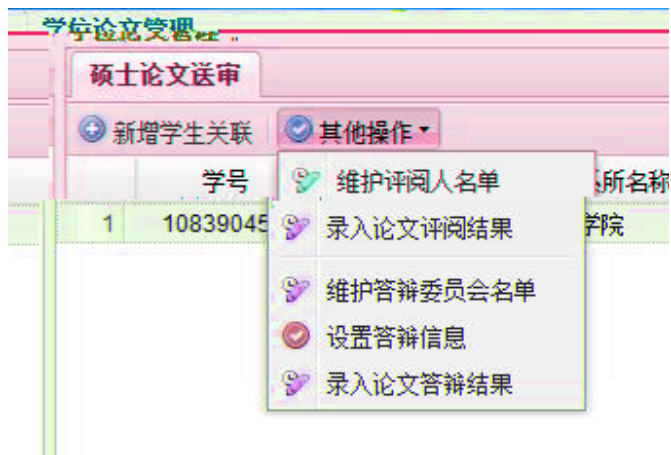 学位论文管理
硕士论文送审
新增学生关联 其他操作
学号 维护评阅人名单 所名称
1 10839045 录入论文评阅结果 学院
维护答辩委员会名单
设置答辩信息
录入论文答辩结果